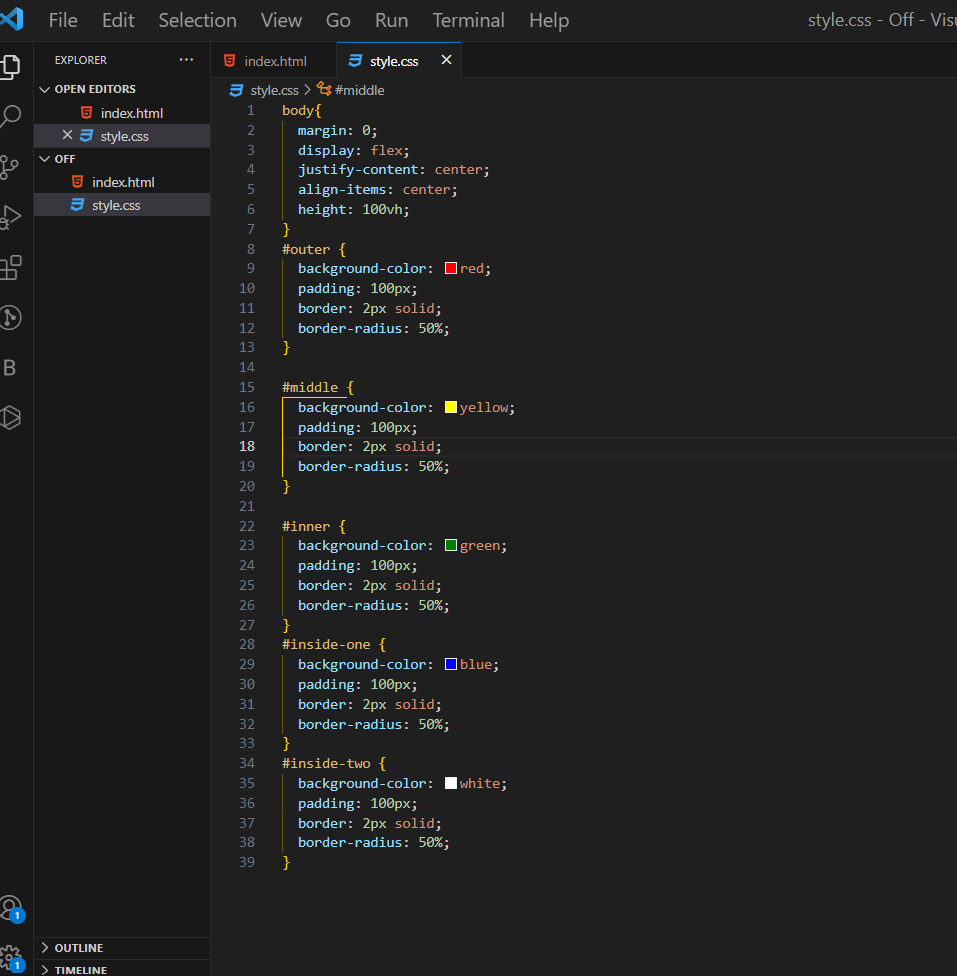 File Edit Selection View Go Run Terminal Help style.css - Off - Visu
EXPLORER ···
OPEN EDITORS
index.html
style.css
OFF
index.html
style.css
OUTLINE
TIMELINE
B
1
1
index.html style.css
style.css > #middle
1 body{
2 margin: 0;
3 display: flex;
4 justify-content: center;
5 align-items: center;
6 height: 100vh;
7 }
8 #outer {
9 background-color: red;
10 padding: 100px;
11 border: 2px solid;
12 border-radius: 50%;
13 }
14
15 #middle {
16 background-color: yellow;
17 padding: 100px;
18 border: 2px solid;
19 border-radius: 50%;
20 }
21
22 #inner {
23 background-color: green;
24 padding: 100px;
25 border: 2px solid;
26 border-radius: 50%;
27 }
28 #inside-one {
29 background-color: blue;
30 padding: 100px;
31 border: 2px solid;
32 border-radius: 50%;
33 }
34 #inside-two {
35 background-color: white;
36 padding: 100px;
37 border: 2px solid;
38 border-radius: 50%;
39 }